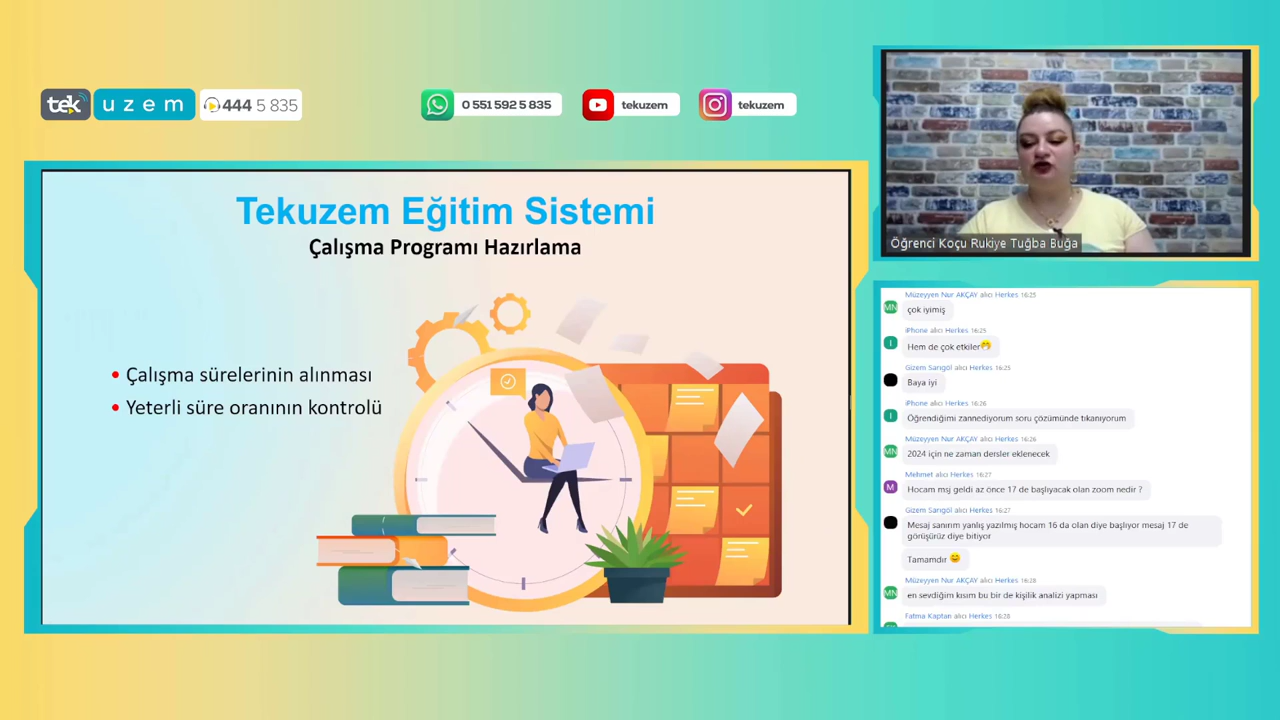 tek uzem 444 5 835
0 551 592 5 835
tekuzem
tekuzem
Tekuzem Eğitim Sistemi
Çalışma Programı Hazırlama
• Çalışma sürelerinin alınması
• Yeterli süre oranının kontrolü
Öğrenci Koçu Rukiye Tuğba Buğa
Müzeyyen Nur AKÇAY alıcı Herkes 16:25
MN
çok iyimiş
iPhone alıcı Herkes 16:25
I
Hem de çok etkiler🤭
Gizem Sarıgöl alıcı Herkes 16:25
Baya iyi
iPhone alıcı Herkes 16:26
I
Öğrendiğimi zannediyorum soru çözümünde tıkanıyorum
Müzeyyen Nur AKÇAY alıcı Herkes 16:26
MN
2024 için ne zaman dersler eklenecek
Mehmet alıcı Herkes 16:27
M
Hocam msj geldi az önce 17 de başlıyacak olan zoom nedir ?
Gizem Sarıgöl alıcı Herkes 16:27
Mesaj sanırım yanlış yazılmış hocam 16 da olan diye başlıyor mesaj 17 de
görüşürüz diye bitiyor
Tamamdır 😊
Müzeyyen Nur AKÇAY alıcı Herkes 16:28
MN
en sevdiğim kısım bu bir de kişilik analizi yapması
Fatma Kaptan alıcı Herkes 16:28